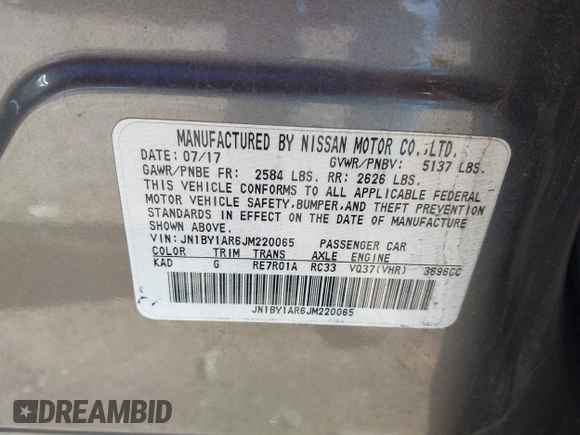 MANUFACTURED BY NISSAN MOTOR CO.,LTD.
DATE: 07/17 GVWR/PNBV: 5137 LBS.
GAWR/PNBE FR: 2584 LBS. RR: 2626 LBS.
THIS VEHICLE CONFORMS TO ALL APPLICABLE FEDERAL
MOTOR VEHICLE SAFETY, BUMPER, AND THEFT PREVENTION
STANDARDS IN EFFECT ON THE DATE OF MANUFACTURE
SHOWN ABOVE.
VIN: JN1BY1AR6JM220065 PASSENGER CAR
COLOR TRIM TRANS AXLE ENGINE
KAD G RE7R01A RC33 VQ37(VHR) 3696CC
JN1BY1AR6JM220065
DREAMBID